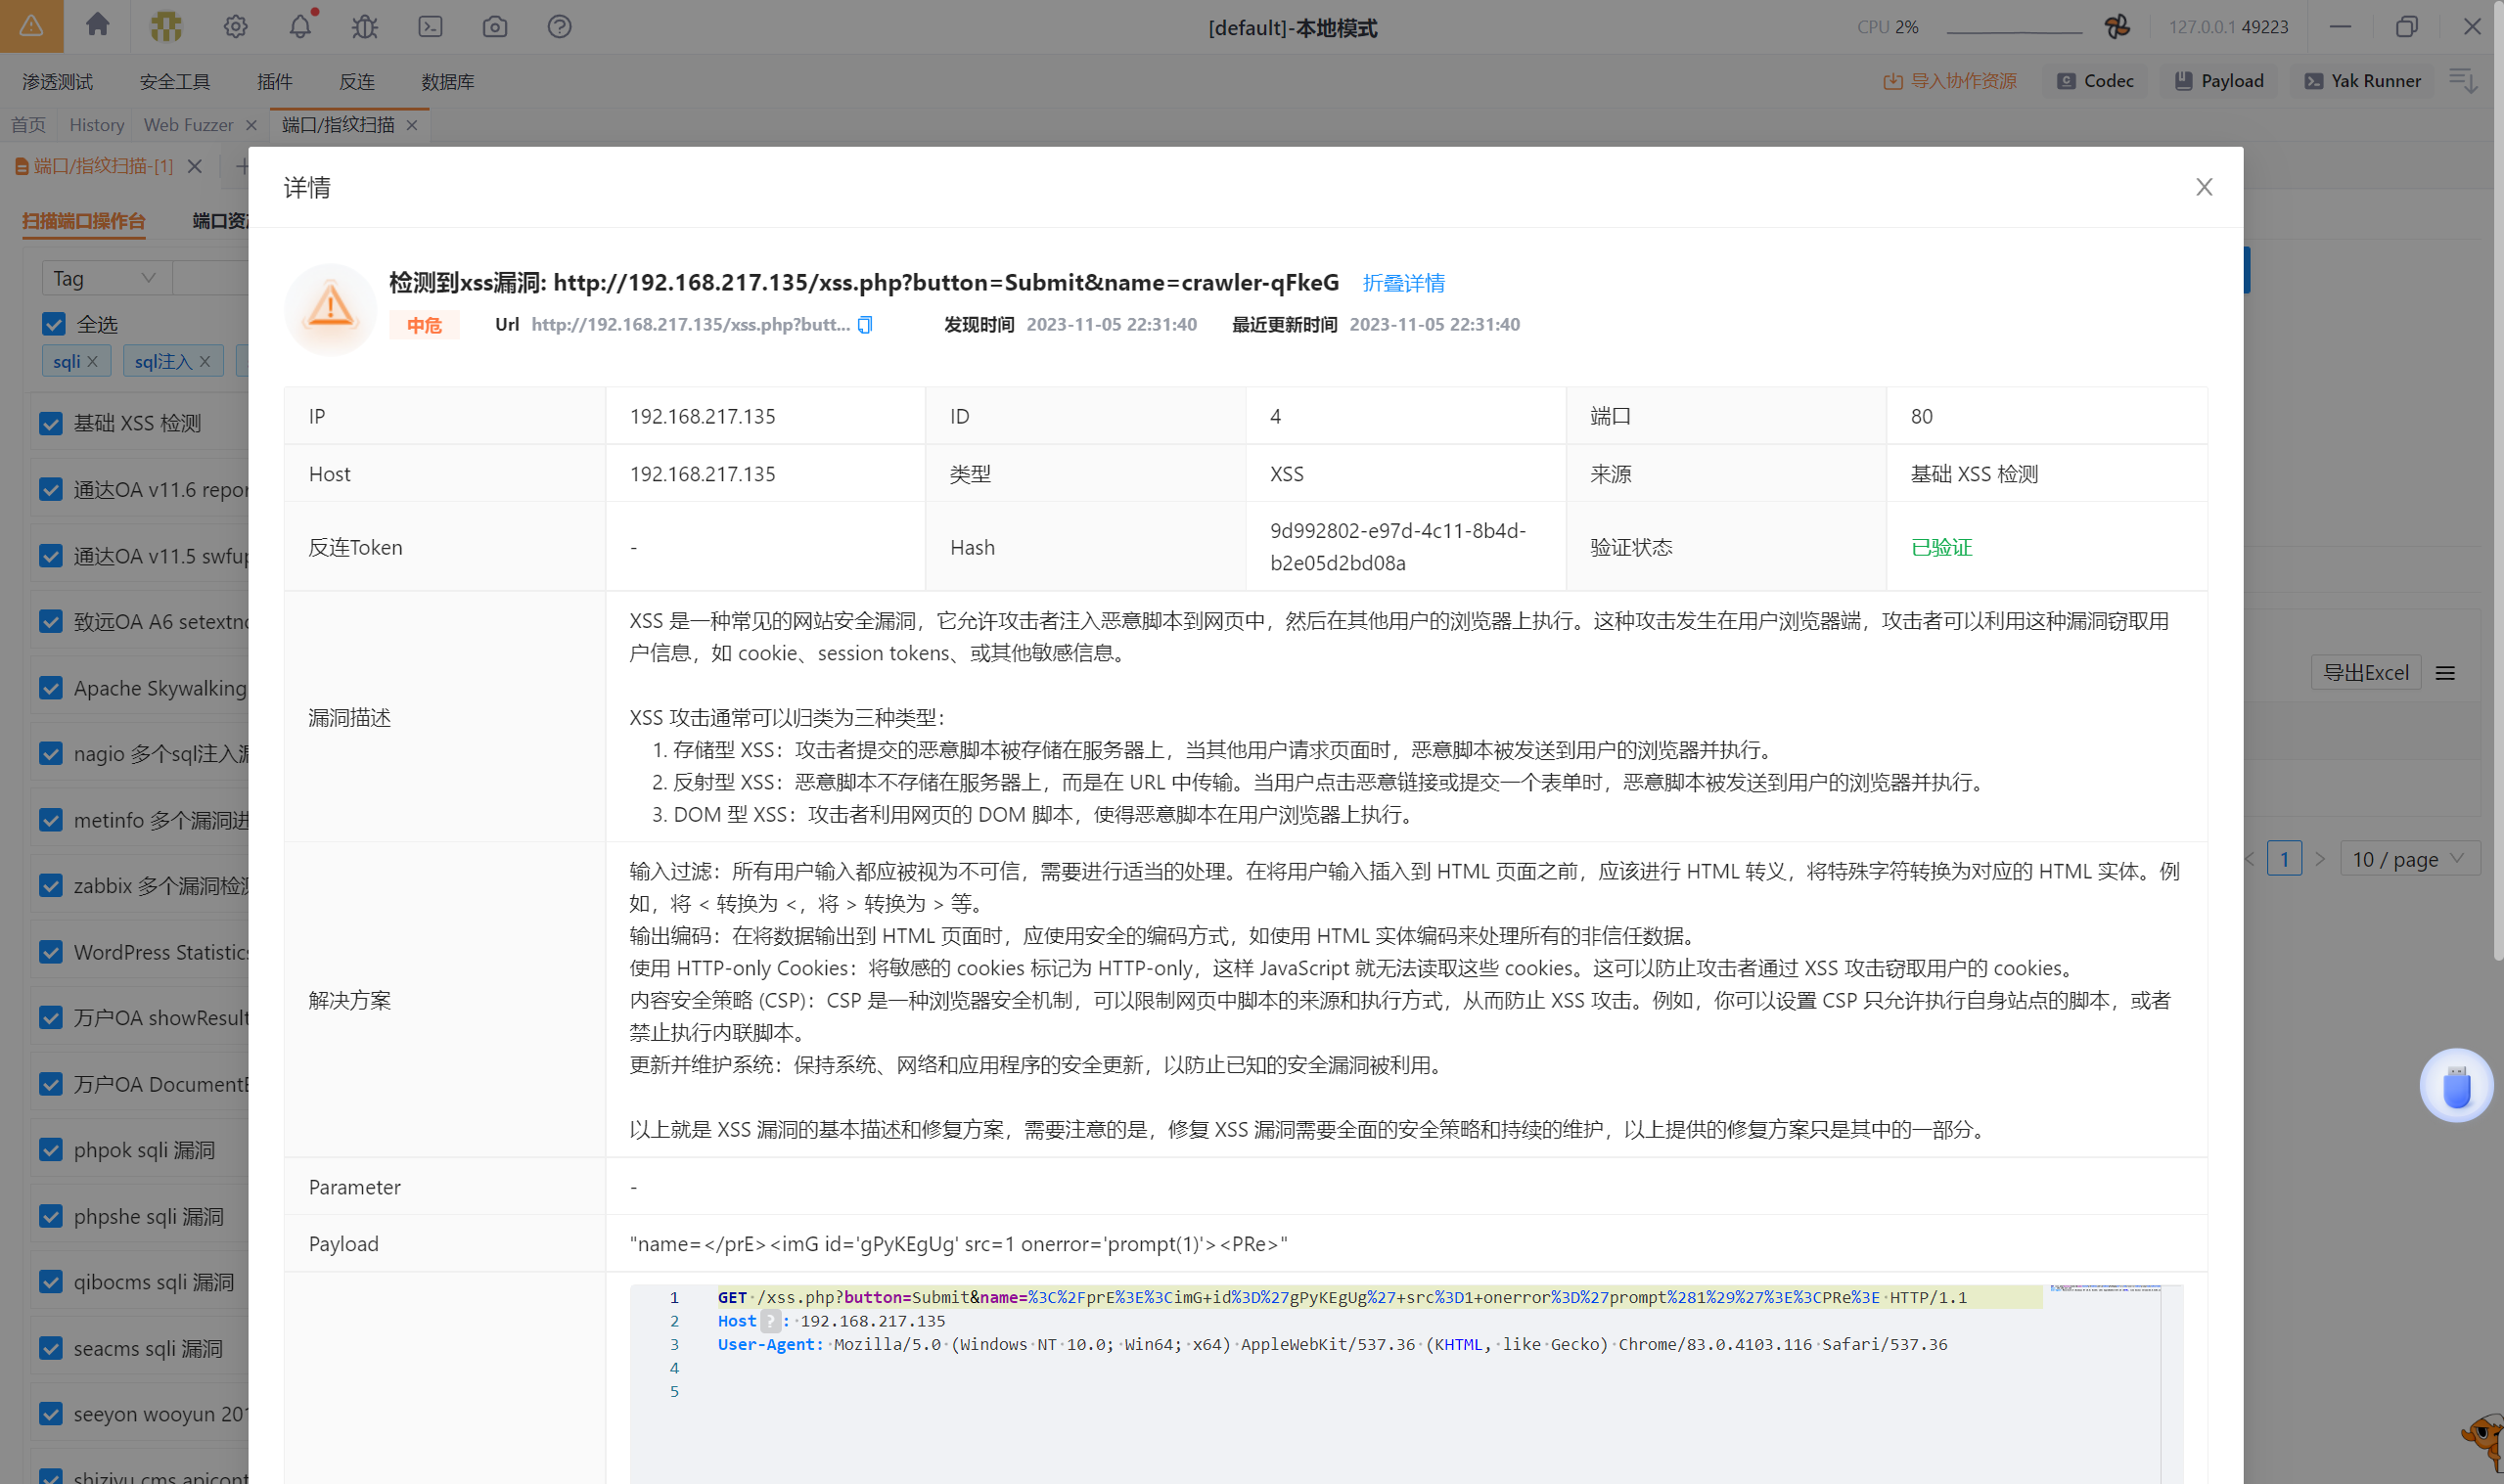 [default]-本地模式
CPU 2%
127.0.0.1 49223
渗透测试 安全工具 插件 反连 数据库
导入协作资源 Codec Payload Yak Runner
首页 History Web Fuzzer 端口/指纹扫描
端口/指纹扫描-[1]
扫描端口操作台
Tag
全选
sqli sql注入
基础 XSS 检测
通达OA v11.6
通达OA v11.5
致远OA A6
Apache Skywalking
nagio 多个sql注入
metinfo 多个漏洞
zabbix 多个漏洞
WordPress
万户OA
万户OA
phpok sqli 漏洞
phpshe sqli 漏洞
qibocms sqli 漏洞
seacms sqli 漏洞
seeyon wooyun
导出Excel
1 10 / page
详情
检测到xss漏洞: http://192.168.217.135/xss.php?button=Submit&name=crawler-qFkeG 折叠详情
中危 Url http://192.168.217.135/xss.php?butt... 发现时间 2023-11-05 22:31:40 最近更新时间 2023-11-05 22:31:40
IP 192.168.217.135 ID 4 端口 80
Host 192.168.217.135 类型 XSS 来源 基础 XSS 检测
反连Token - Hash 9d992802-e97d-4c11-8b4d-
b2e05d2bd08a
验证状态 已验证
漏洞描述
XSS 是一种常见的网站安全漏洞，它允许攻击者注入恶意脚本到网页中，然后在其他用户的浏览器上执行。这种攻击发生在用户浏览器端，攻击者可以利用这种漏洞窃取用
户信息，如 cookie、session tokens、或其他敏感信息。
XSS 攻击通常可以归类为三种类型：
1. 存储型 XSS：攻击者提交的恶意脚本被存储在服务器上，当其他用户请求页面时，恶意脚本被发送到用户的浏览器并执行。
2. 反射型 XSS：恶意脚本不存储在服务器上，而是在 URL 中传输。当用户点击恶意链接或提交一个表单时，恶意脚本被发送到用户的浏览器并执行。
3. DOM 型 XSS：攻击者利用网页的 DOM 脚本，使得恶意脚本在用户浏览器上执行。
解决方案
输入过滤：所有用户输入都应被视为不可信，需要进行适当的处理。在将用户输入插入到 HTML 页面之前，应该进行 HTML 转义，将特殊字符转换为对应的 HTML 实体。例
如，将 < 转换为 <，将 > 转换为 > 等。
输出编码：在将数据输出到 HTML 页面时，应使用安全的编码方式，如使用 HTML 实体编码来处理所有的非信任数据。
使用 HTTP-only Cookies：将敏感的 cookies 标记为 HTTP-only，这样 JavaScript 就无法读取这些 cookies。这可以防止攻击者通过 XSS 攻击窃取用户的 cookies。
内容安全策略 (CSP)：CSP 是一种浏览器安全机制，可以限制网页中脚本的来源和执行方式，从而防止 XSS 攻击。例如，你可以设置 CSP 只允许执行自身站点的脚本，或者
禁止执行内联脚本。
更新并维护系统：保持系统、网络和应用程序的安全更新，以防止已知的安全漏洞被利用。
以上就是 XSS 漏洞的基本描述和修复方案，需要注意的是，修复 XSS 漏洞需要全面的安全策略和持续的维护，以上提供的修复方案只是其中的一部分。
Parameter -
Payload "name=</prE><imG id='gPyKEgUg' src=1 onerror='prompt(1)'><PRe>"
1 GET /xss.php?button=Submit&name=%3C%2FprE%3E%3CimG+id%3D%27gPyKEgUg%27+src%3D1+onerror%3D%27prompt%281%29%27%3E%3CPRe%3E HTTP/1.1
2 Host ? : 192.168.217.135
3 User-Agent: Mozilla/5.0 (Windows NT 10.0; Win64; x64) AppleWebKit/537.36 (KHTML, like Gecko) Chrome/83.0.4103.116 Safari/537.36
4
5